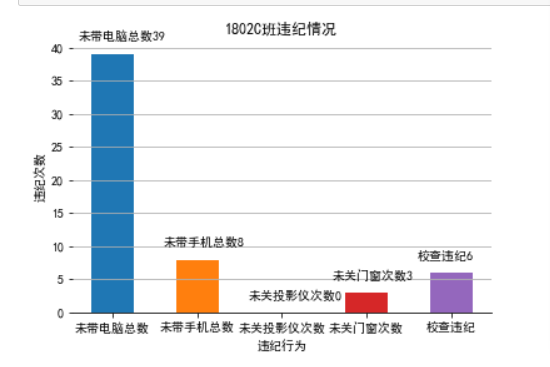 1802C班违纪情况
未带电脑总数39
未带手机总数8
未关投影仪次数0
未关门窗次数3
校查违纪6
违纪次数
40
35
30
25
20
15
10
5
0
未带电脑总数 未带手机总数 未关投影仪次数 未关门窗次数 校查违纪
违纪行为